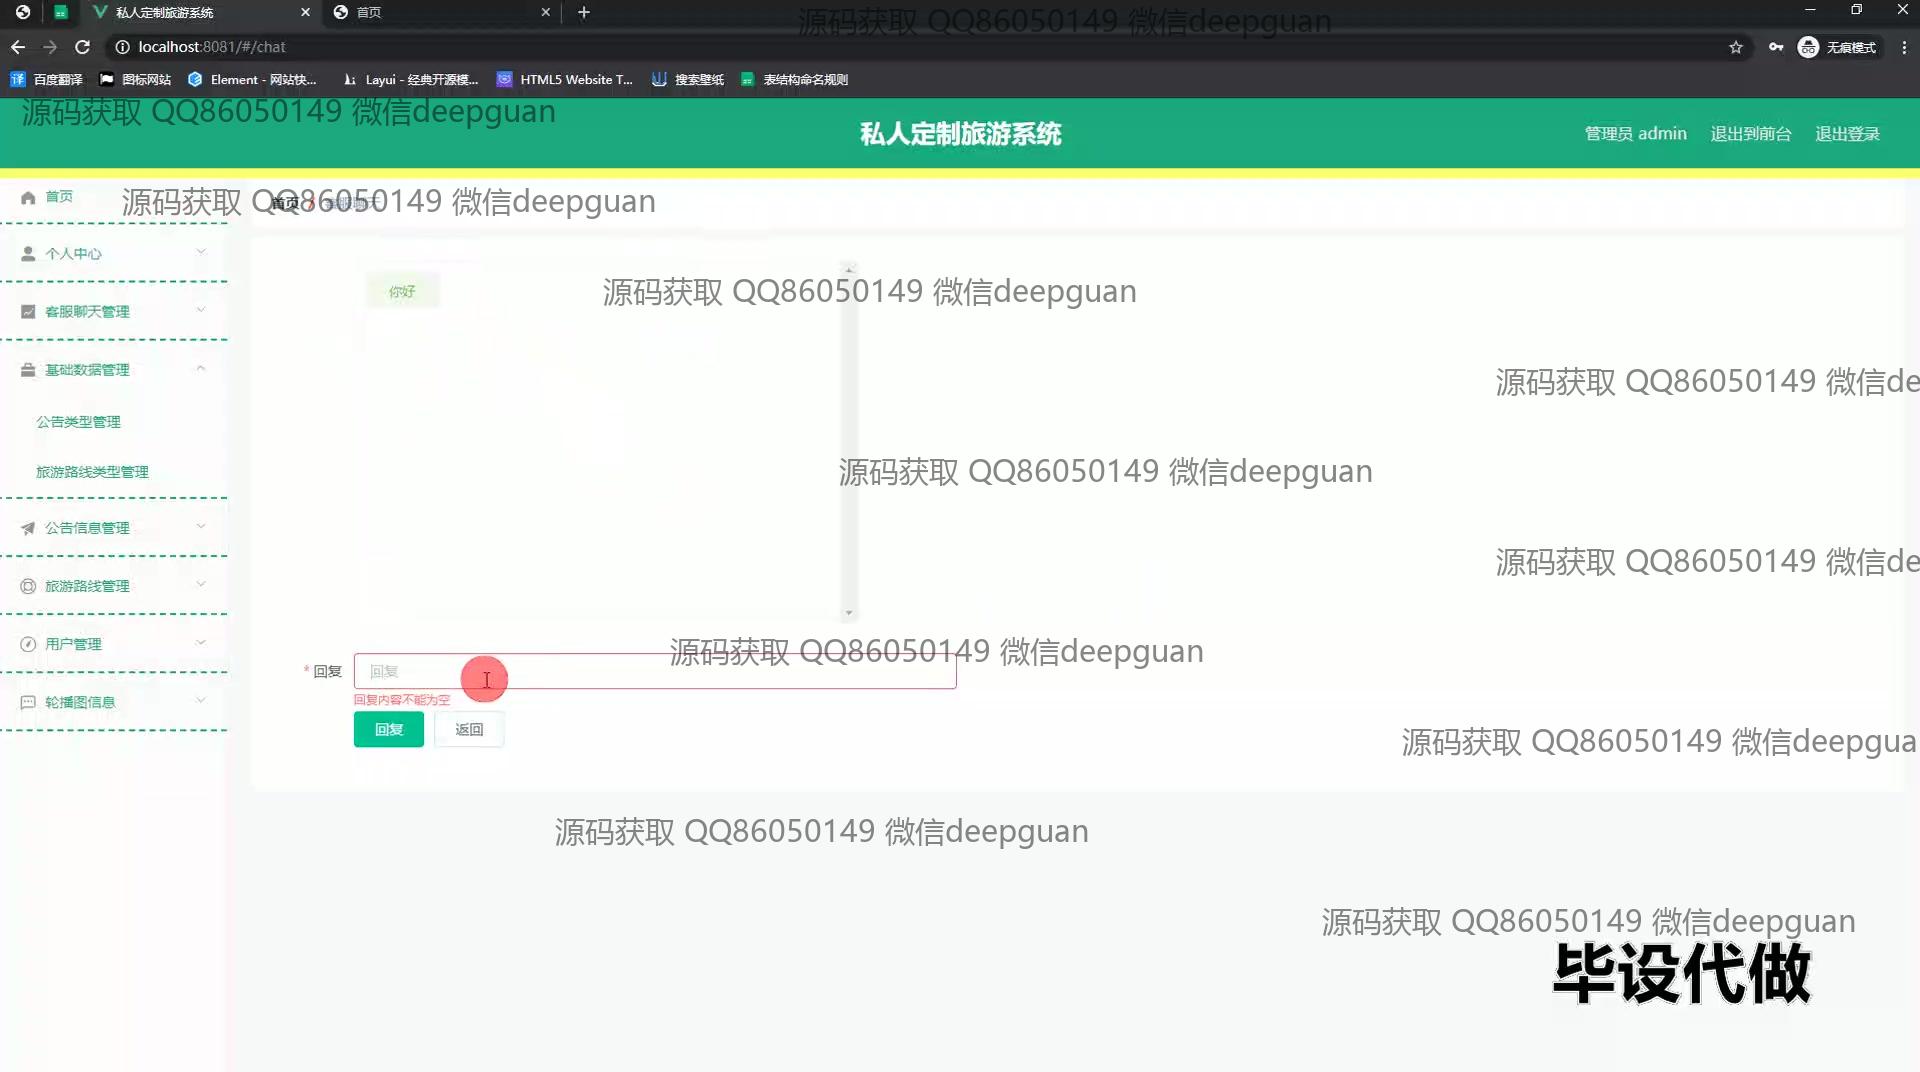 私人定制旅游系统
首页
localhost:8081/#/chat
无痕模式
百度翻译
图标网站
Element - 网站快...
Layui - 经典开源模...
HTML5 Website T...
搜索壁纸
表结构命名规则
源码获取 QQ86050149 微信deepguan
源码获取 QQ86050149 微信deepguan
私人定制旅游系统
管理员 admin
退出到前台
退出登录
首页
源码获取 QQ86050149 微信deepguan
首页
个人中心
客服聊天管理
基础数据管理
公告类型管理
旅游路线类型管理
公告信息管理
旅游路线管理
用户管理
轮播图信息
你好
源码获取 QQ86050149 微信deepguan
源码获取 QQ86050149 微信de
源码获取 QQ86050149 微信deepguan
源码获取 QQ86050149 微信de
源码获取 QQ86050149 微信deepguan
* 回复
回复
回复内容不能为空
回复
返回
源码获取 QQ86050149 微信deepgua
源码获取 QQ86050149 微信deepguan
源码获取 QQ86050149 微信deepguan
毕设代做